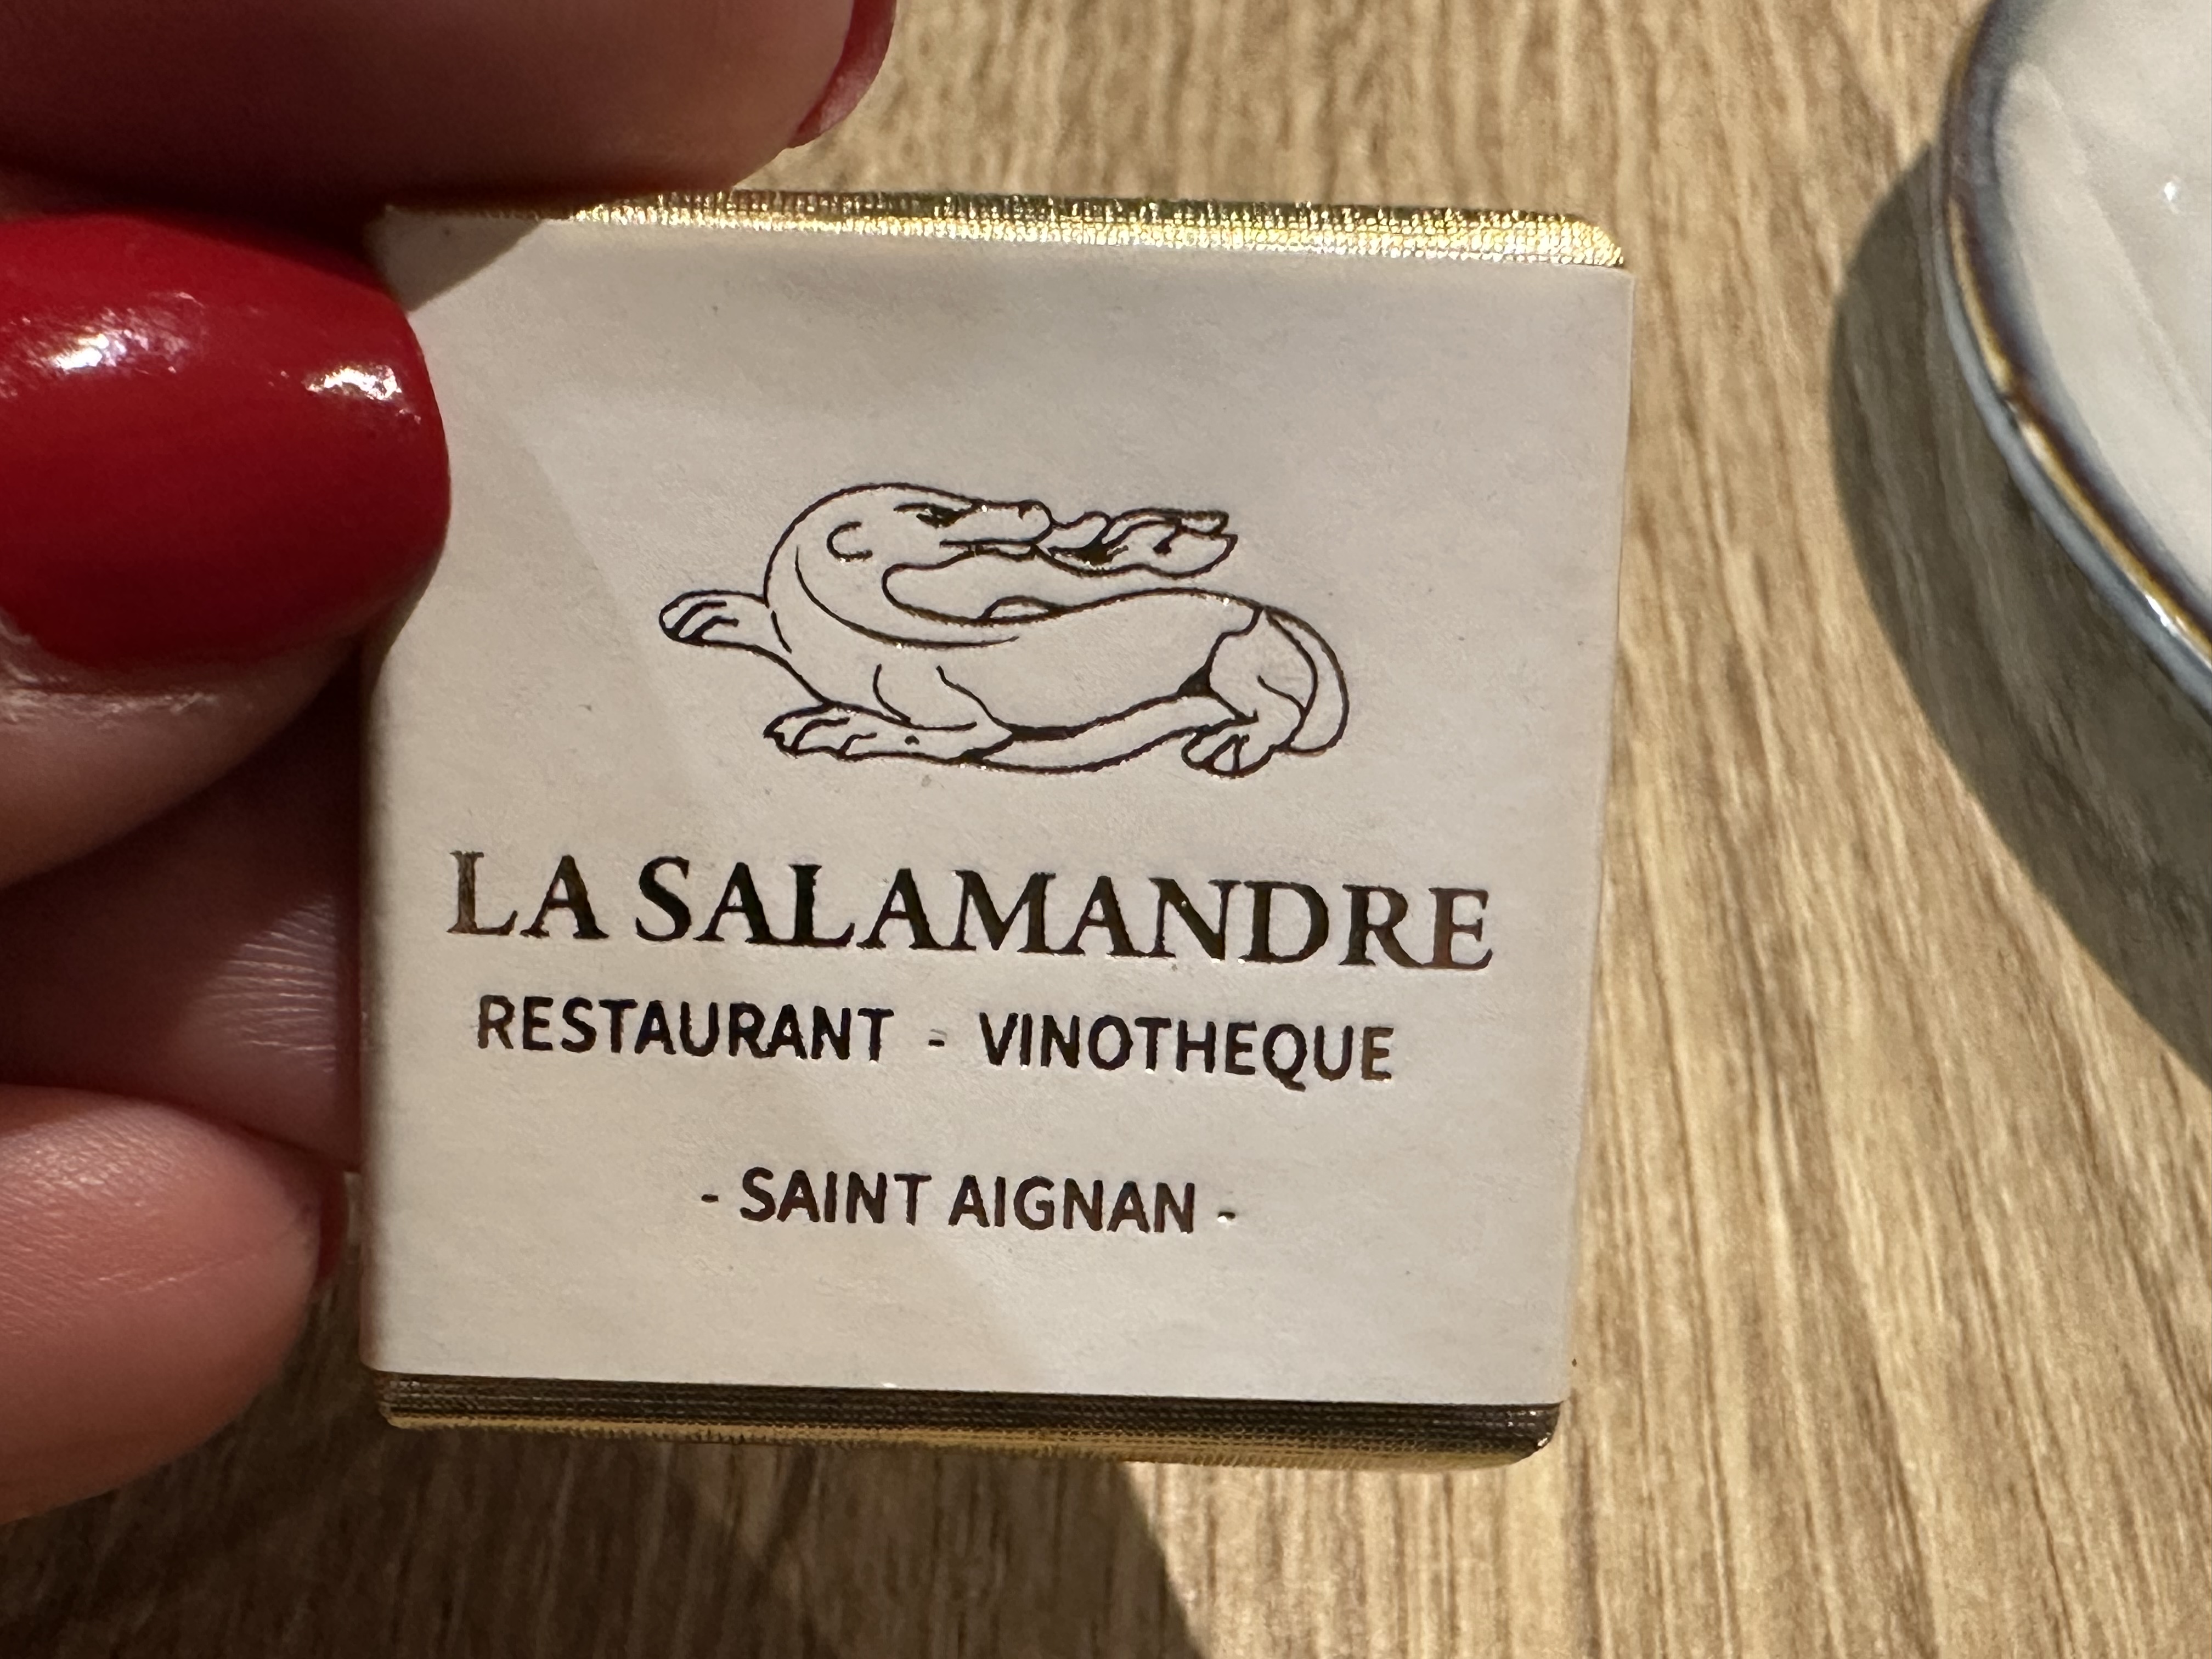 LA SALAMANDRE
RESTAURANT - VINOTHEQUE
- SAINT AIGNAN -